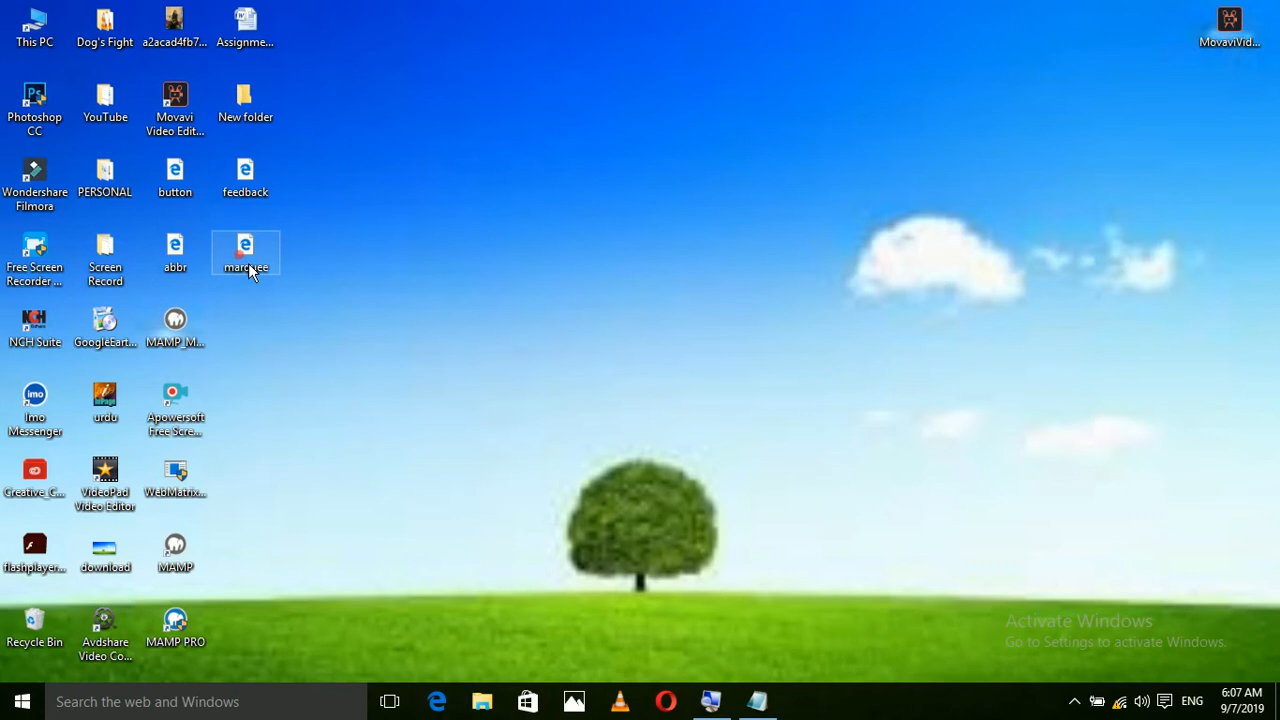 This PC
Dog's Fight
a2acad4fb7...
Assignme...
MovaviVid...
Photoshop
CC
YouTube
Movavi
Video Edit...
New folder
Wondershare
Filmora
PERSONAL
button
feedback
Free Screen
Recorder ...
Screen
Record
abbr
marquee
NCH Suite
GoogleEart...
MAMP_M...
Imo
Messenger
urdu
Apowersoft
Free Scre...
Creative_C...
VideoPad
Video Editor
WebMatrix...
flashplayer...
download
MAMP
Recycle Bin
Avdshare
Video Co...
MAMP PRO
Activate Windows
Go to Settings to activate Windows.
Search the web and Windows
ENG
6:07 AM
9/7/2019